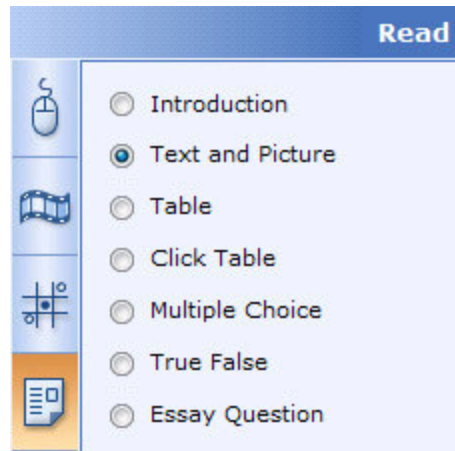 Read
Introduction
Text and Picture
Table
Click Table
Multiple Choice
True False
Essay Question